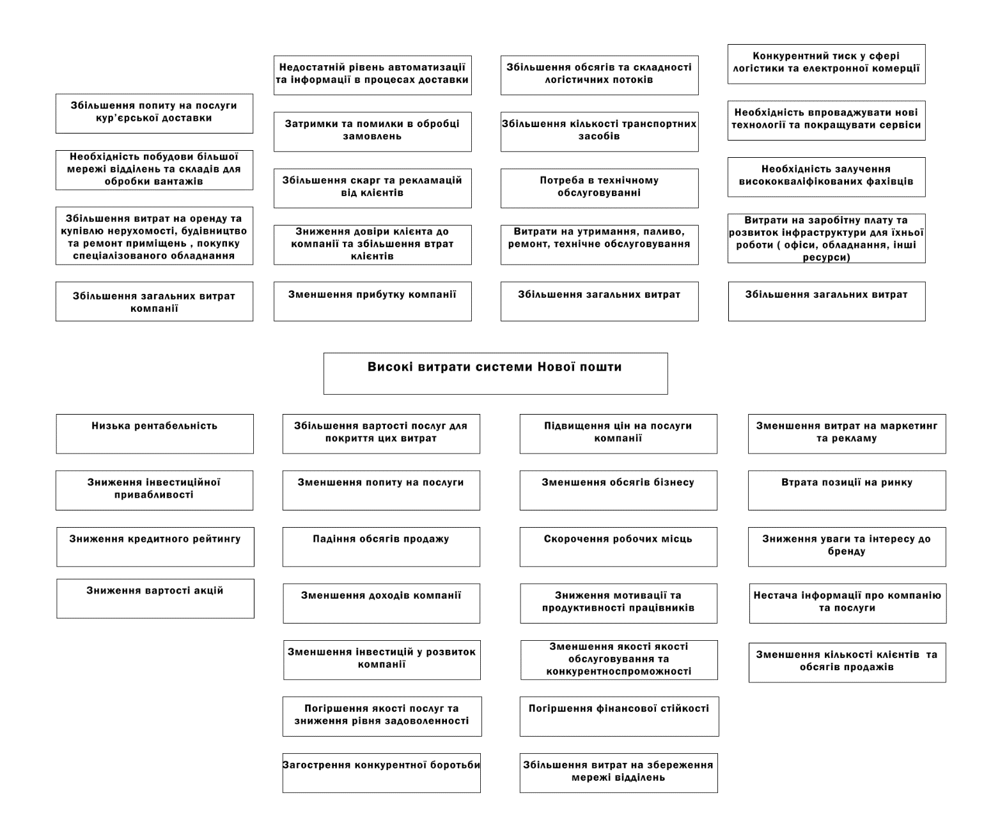 Збільшення попиту на послуги
кур’єрської доставки
Необхідність побудови більшої
мережі відділень та складів для
обробки вантажів
Збільшення витрат на оренду та
купівлю нерухомості, будівництво
та ремонт приміщень , покупку
спеціалізованого обладнання
Збільшення загальних витрат
компанії
Недостатній рівень автоматизації
та інформації в процесах доставки
Затримки та помилки в обробці
замовлень
Збільшення скарг та рекламацій
від клієнтів
Зниження довіри клієнта до
компанії та збільшення втрат
клієнтів
Зменшення прибутку компанії
Збільшення обсягів та складності
логістичних потоків
Збільшення кількості транспортних
засобів
Потреба в технічному
обслуговуванні
Витрати на утримання, паливо,
ремонт, технічне обслуговування
Збільшення загальних витрат
Конкурентний тиск у сфері
логістики та електронної комерції
Необхідність впроваджувати нові
технології та покращувати сервіси
Необхідність залучення
висококваліфікованих фахівців
Витрати на заробітну плату та
розвиток інфраструктури для їхньої
роботи ( офіси, обладнання, інші
ресурси)
Збільшення загальних витрат
Високі витрати системи Нової пошти
Низька рентабельність
Зниження інвестиційної
привабливості
Зниження кредитного рейтингу
Зниження вартості акцій
Збільшення вартості послуг для
покриття цих витрат
Зменшення попиту на послуги
Падіння обсягів продажу
Зменшення доходів компанії
Зменшення інвестицій у розвиток
компанії
Погіршення якості послуг та
зниження рівня задоволенності
Загострення конкурентної боротьби
Підвищення цін на послуги
компанії
Зменшення обсягів бізнесу
Скорочення робочих місць
Зниження мотивації та
продуктивності працівників
Зменшення якості якості
обслуговування та
конкурентноспроможності
Погіршення фінансової стійкості
Збільшення витрат на збереження
мережі відділень
Зменшення витрат на маркетинг
та рекламу
Втрата позиції на ринку
Зниження уваги та інтересу до
бренду
Нестача інформації про компанію
та послуги
Зменшення кількості клієнтів  та
обсягів продажів